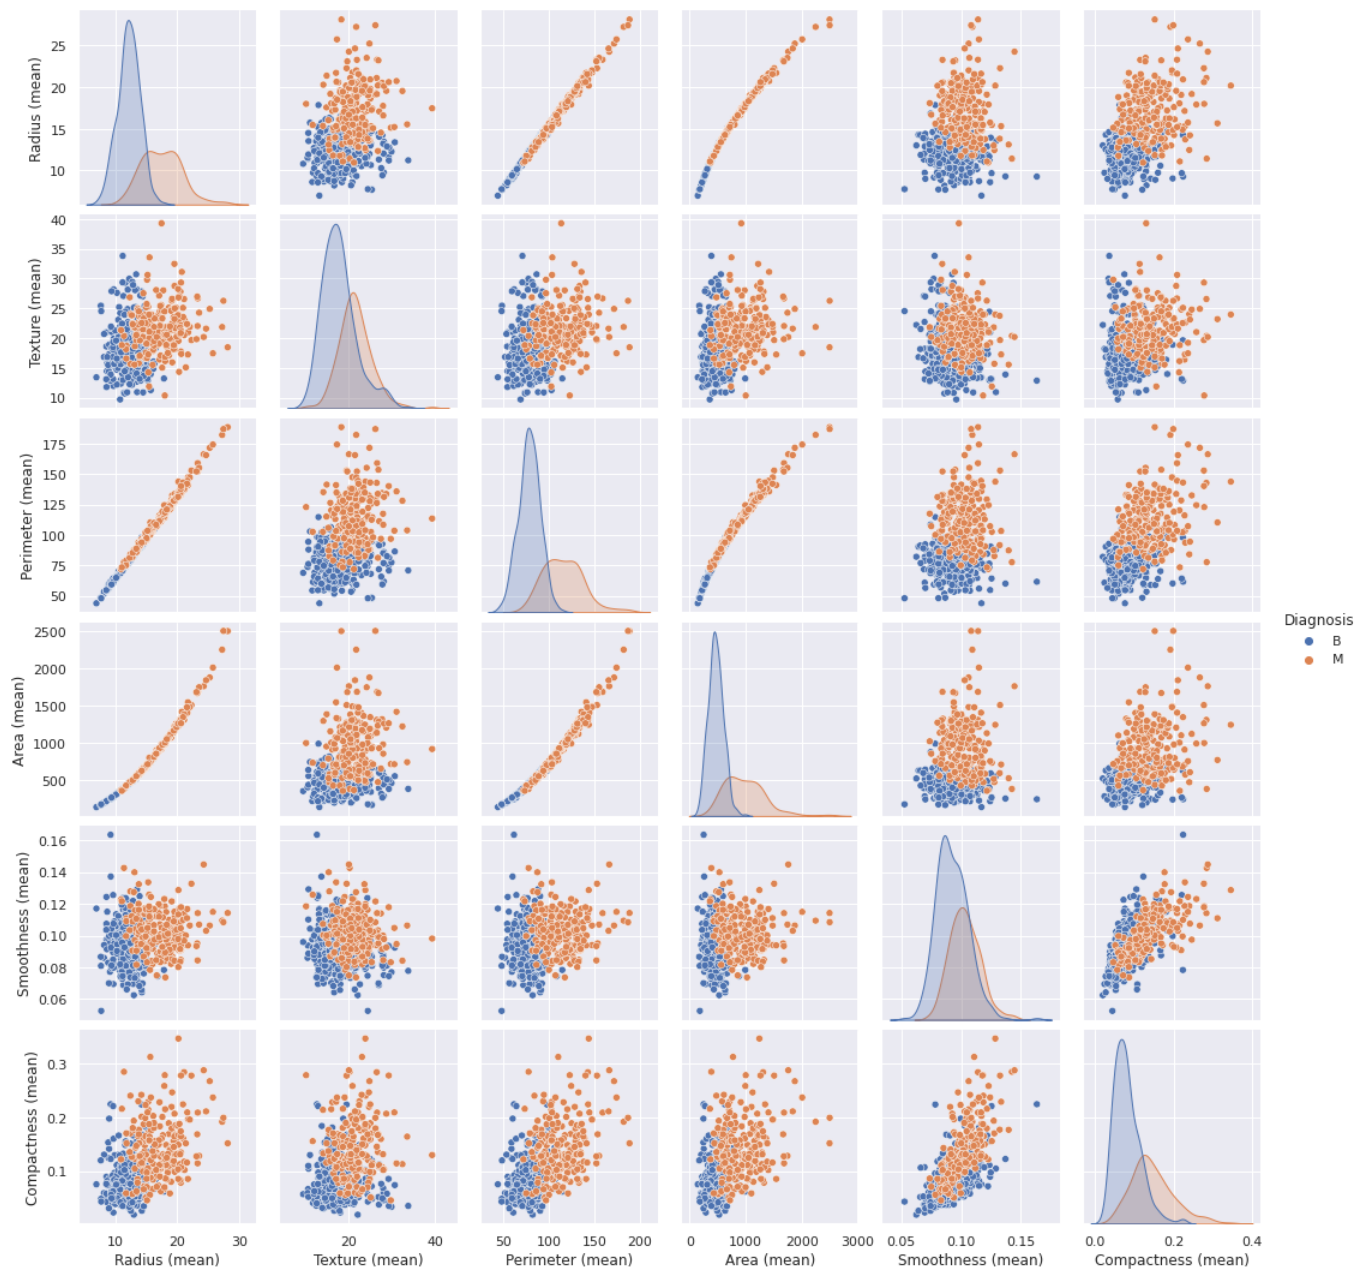 Radius (mean)
25
20
15
10
Texture (mean)
40
35
30
25
20
15
10
Perimeter (mean)
175
150
125
100
75
50
Area (mean)
2500
2000
1500
1000
500
Smoothness (mean)
0.16
0.14
0.12
0.10
0.08
0.06
Compactness (mean)
0.3
0.2
0.1
10 20 30
20 40
50 100 150 200
0 1000 2000 3000
0.05 0.10 0.15
0.0 0.2 0.4
Radius (mean)
Texture (mean)
Perimeter (mean)
Area (mean)
Smoothness (mean)
Compactness (mean)
Diagnosis
B
M